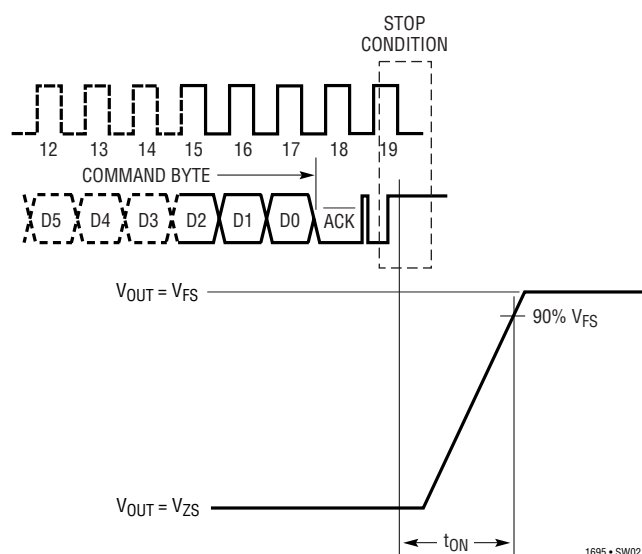 STOP
CONDITION
12 13 14 15 16 17 18 19
COMMAND BYTE
D5 D4 D3 D2 D1 D0 ACK
VOUT = VFS
90% VFS
VOUT = VZS
tON
1695 • SW02